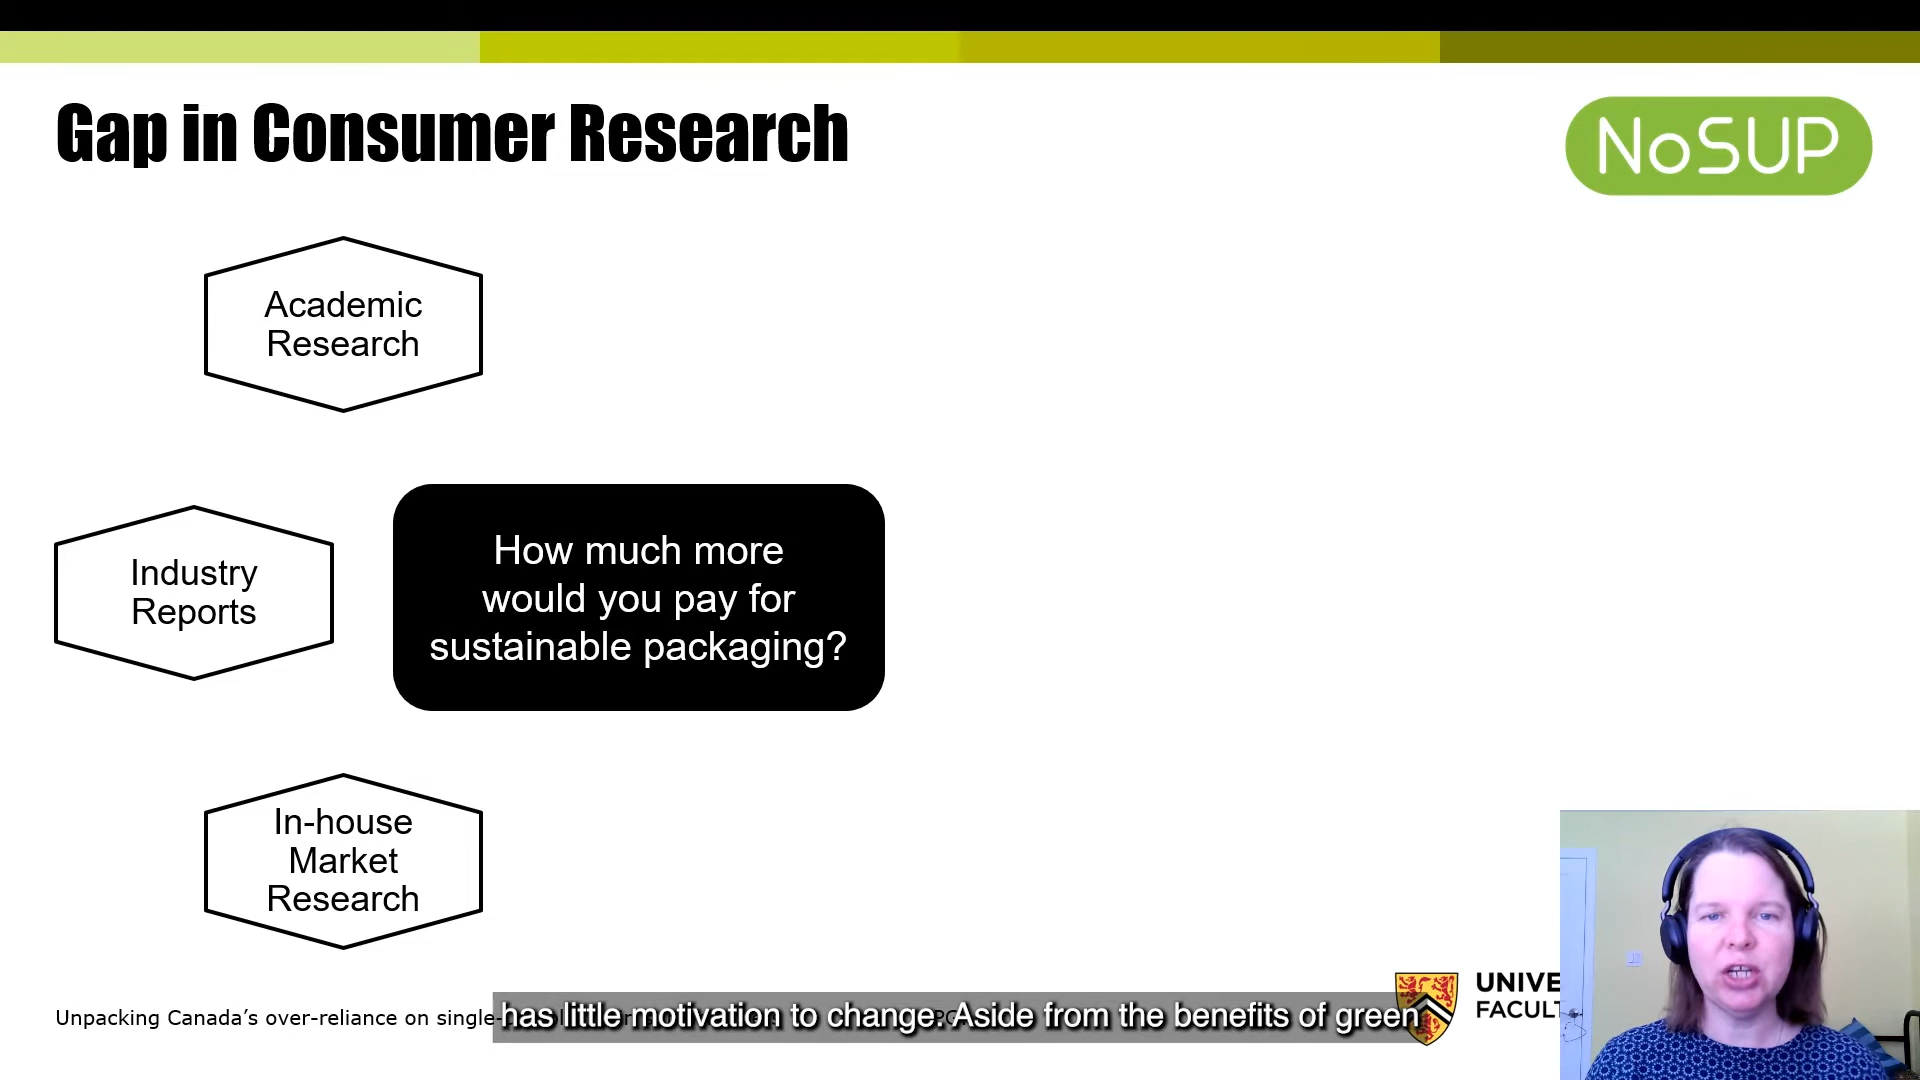 Gap in Consumer Research
NoSUP
Academic
Research
Industry
Reports
How much more
would you pay for
sustainable packaging?
In-house
Market
Research
UNIVE
FACULT
Unpacking Canada's over-reliance on single-
has little motivation to change. Aside from the benefits of green